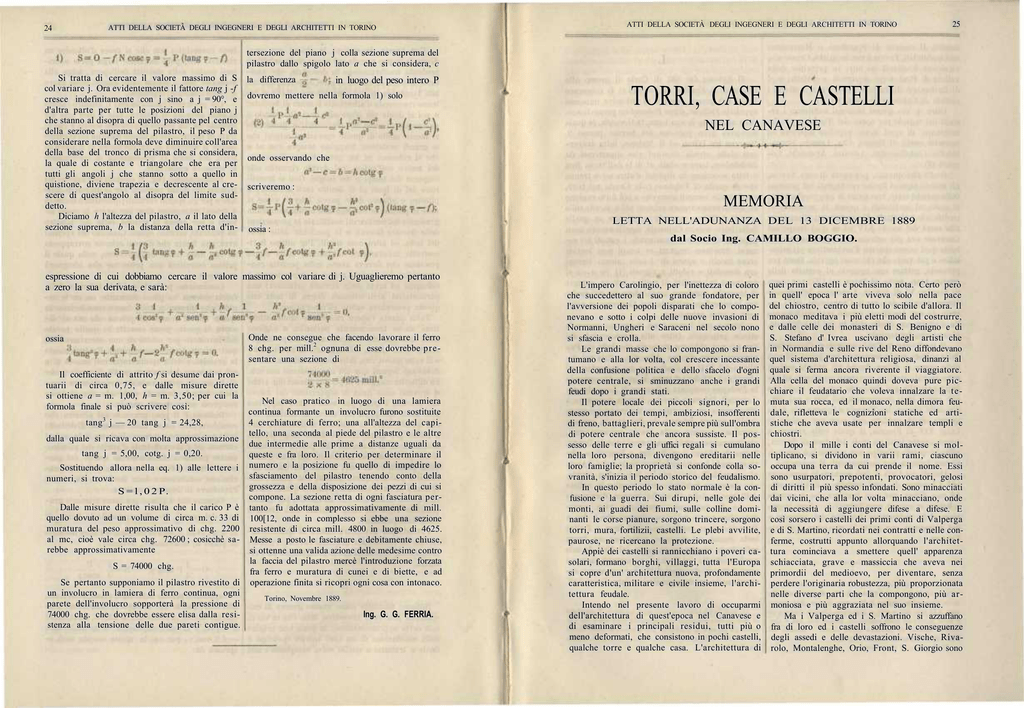 24 ATTI DELLA SOCIETÀ DEGLI INGEGNERI E DEGLI ARCHITETTI IN TORINO
1) S = O — f N cosc φ = 1/4 P (tang φ — f)
Si tratta di cercare il valore massimo di S
col variare j. Ora evidentemente il fattore tang j -f
cresce indefinitamente con j sino a j = 90°, e
d'altra parte per tutte le posizioni del piano j
che stanno al disopra di quello passante pel centro
della sezione suprema del pilastro, il peso P da
considerare nella formola deve diminuire coll'area
della base del tronco di prisma che si considera,
la quale di costante e triangolare che era per
tutti gli angoli j che stanno sotto a quello in
quistione, diviene trapezia e decrescente al cre-
scere di quest'angolo al disopra del limite sud-
detto.
Diciamo h l'altezza del pilastro, a il lato della
sezione suprema, b la distanza della retta d'in-
tersezione del piano j colla sezione suprema del
pilastro dallo spigolo lato a che si considera, c
la differenza a/2 — b; in luogo del peso intero P
dovremo mettere nella formola 1) solo
(2)
onde osservando che
a² — c = b = h cotg φ
scriveremo :
S = 1/4 P (3/4 + h/a cotg φ — h²/a² cot² φ) (tang φ — f);
ossia :
S = 1/4 (3/4 tang φ + h/a — h/a² cotg φ — 3/4 f — h/a f cotg φ + h²/a² f cot φ).
espressione di cui dobbiamo cercare il valore massimo col variare di j. Uguaglieremo pertanto
a zero la sua derivata, e sarà:
ossia
Il coefficiente di attrito f si desume dai pron-
tuarii di circa 0,75, e dalle misure dirette
si ottiene a = m. 1,00, h = m. 3,50; per cui la
formola finale si può scrivere così:
tang³ j — 20 tang j = 24,28,
dalla quale si ricava con molta approssimazione
tang j = 5,00, cotg. j = 0,20.
Sostituendo allora nella eq. 1) alle lettere i
numeri, si trova:
S = 1,02 P.
Dalle misure dirette risulta che il carico P è
quello dovuto ad un volume di circa m. c. 33 di
muratura del peso approssimativo di chg. 2200
al mc, cioè vale circa chg. 72600 ; cosicchè sa-
rebbe approssimativamente
S = 74000 chg.
Se pertanto supponiamo il pilastro rivestito di
un involucro in lamiera di ferro continua, ogni
parete dell'involucro sopporterà la pressione di
74000 chg. che dovrebbe essere elisa dalla resi-
stenza alla tensione delle due pareti contigue.
Onde ne consegue che facendo lavorare il ferro
8 chg. per mill.² ognuna di esse dovrebbe pre-
sentare una sezione di
74000 / 2 × 8 = 4625 mill.²
Nel caso pratico in luogo di una lamiera
continua formante un involucro furono sostituite
4 cerchiature di ferro; una all'altezza del capi-
tello, una seconda al piede del pilastro e le altre
due intermedie alle prime a distanze uguali da
queste e fra loro. Il criterio per determinare il
numero e la posizione fu quello di impedire lo
sfasciamento del pilastro tenendo conto della
grossezza e della disposizione dei pezzi di cui si
compone. La sezione retta di ogni fasciatura per-
tanto fu adottata approssimativamente di mill.
100[12, onde in complesso si ebbe una sezione
resistente di circa mill. 4800 in luogo di 4625.
Messe a posto le fasciature e debitamente chiuse,
si ottenne una valida azione delle medesime contro
la faccia del pilastro mercè l'introduzione forzata
fra ferro e muratura di cunei e di biette, e ad
operazione finita si ricoprì ogni cosa con intonaco.
Torino, Novembre 1889.
Ing. G. G. FERRIA.
ATTI DELLA SOCIETÀ DEGLI INGEGNERI E DEGLI ARCHITETTI IN TORINO 25
TORRI, CASE E CASTELLI
NEL CANAVESE
MEMORIA
LETTA NELL'ADUNANZA DEL 13 DICEMBRE 1889
dal Socio Ing. CAMILLO BOGGIO.
L'impero Carolingio, per l'inettezza di coloro
che succedettero al suo grande fondatore, per
l'avversione dei popoli disparati che lo compo-
nevano e sotto i colpi delle nuove invasioni di
Normanni, Ungheri e Saraceni nel secolo nono
si sfascia e crolla.
Le grandi masse che lo compongono si fran-
tumano e alla lor volta, col crescere incessante
della confusione politica e dello sfacelo d'ogni
potere centrale, si sminuzzano anche i grandi
feudi dopo i grandi stati.
Il potere locale dei piccoli signori, per lo
stesso portato dei tempi, ambiziosi, insofferenti
di freno, battaglieri, prevale sempre più sull'ombra
di potere centrale che ancora sussiste. Il pos-
sesso delle terre e gli uffici regali si cumulano
nella loro persona, divengono ereditarii nelle
loro famiglie; la proprietà si confonde colla so-
vranità, s'inizia il periodo storico del feudalismo.
In questo periodo lo stato normale è la con-
fusione e la guerra. Sui dirupi, nelle gole dei
monti, ai guadi dei fiumi, sulle colline domi-
nanti le corse pianure, sorgono trincere, sorgono
torri, mura, fortilizii, castelli. Le plebi avvilite,
paurose, ne ricercano la protezione.
Appiè dei castelli si rannicchiano i poveri ca-
solari, formano borghi, villaggi, tutta l'Europa
si copre d'un' architettura nuova, profondamente
caratteristica, militare e civile insieme, l'archi-
tettura feudale.
Intendo nel presente lavoro di occuparmi
dell'architettura di quest'epoca nel Canavese e
di esaminare i principali residui, tutti più o
meno deformati, che consistono in pochi castelli,
qualche torre e qualche casa. L'architettura di
quei primi castelli è pochissimo nota. Certo però
in quell' epoca l' arte viveva solo nella pace
del chiostro, centro di tutto lo scibile d'allora. Il
monaco meditava i più eletti modi del costrurre,
e dalle celle dei monasteri di S. Benigno e di
S. Stefano d' Ivrea uscivano degli artisti che
in Normandia e sulle rive del Reno diffondevano
quel sistema d'architettura religiosa, dinanzi al
quale si ferma ancora riverente il viaggiatore.
Alla cella del monaco quindi doveva pure pic-
chiare il feudatario che voleva innalzare la te-
muta sua rocca, ed il monaco, nella dimora feu-
dale, rifletteva le cognizioni statiche ed arti-
stiche che aveva usate per innalzare templi e
chiostri.
Dopo il mille i conti del Canavese si mol-
tiplicano, si dividono in varii rami, ciascuno
occupa una terra da cui prende il nome. Essi
sono usurpatori, prepotenti, provocatori, gelosi
di diritti il più spesso infondati. Sono minacciati
dai vicini, che alla lor volta minacciano, onde
la necessità di aggiungere difese a difese. E
così sorsero i castelli dei primi conti di Valperga
e di S. Martino, ricordati nei contratti e nelle con-
ferme, costrutti appunto allorquando l'architet-
tura cominciava a smettere quell' apparenza
schiacciata, grave e massiccia che aveva nei
primordii del medioevo, per diventare, senza
perdere l'originaria robustezza, più proporzionata
nelle diverse parti che la compongono, più ar-
moniosa e più aggraziata nel suo insieme.
Ma i Valperga ed i S. Martino si azzuffano
fra di loro ed i castelli soffrono le conseguenze
degli assedi e delle devastazioni. Vische, Riva-
rolo, Montalenghe, Orio, Front, S. Giorgio sono